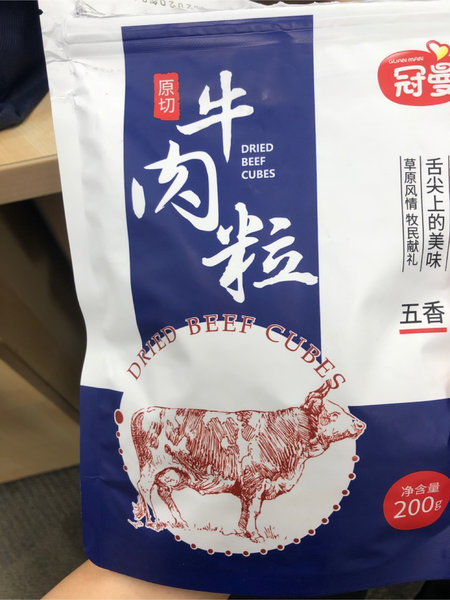 GUAN MAN
冠曼
原切
牛肉粒
DRIED
BEEF
CUBES
舌尖上的美味
草原风情 牧民献礼
五香
DRIED BEEF CUBES
净含量
200g